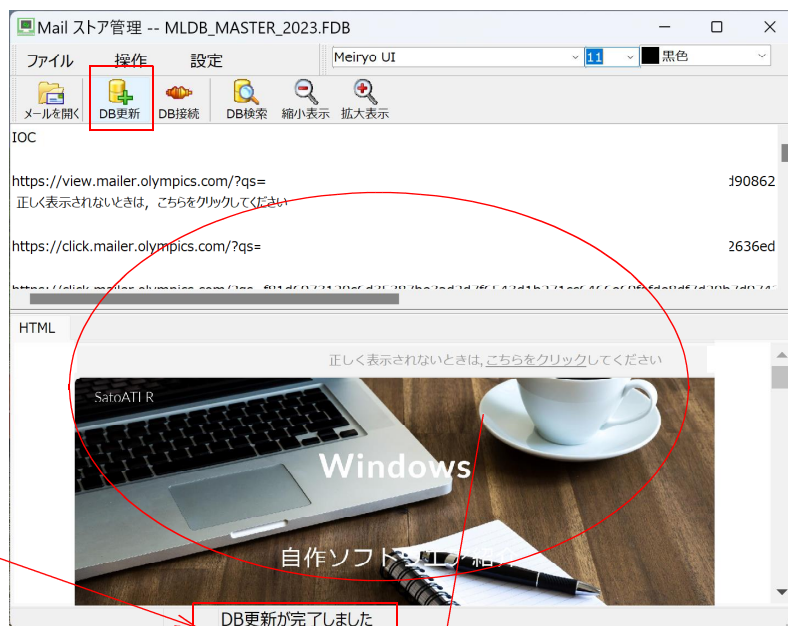 Mail ストア管理 -- MLDB_MASTER_2023.FDB
ファイル 操作 設定 Meiryo UI 11 黒色
メールを開く DB更新 DB接続 DB検索 縮小表示 拡大表示
IOC
https://view.mailer.olympics.com/?qs= d90862
正しく表示されないときは，こちらをクリックしてください
https://click.mailer.olympics.com/?qs= 2636ed
HTML
正しく表示されないときは, こちらをクリックしてください
SatoATI R
Windows
自作ソフトウエア紹介
DB更新が完了しました